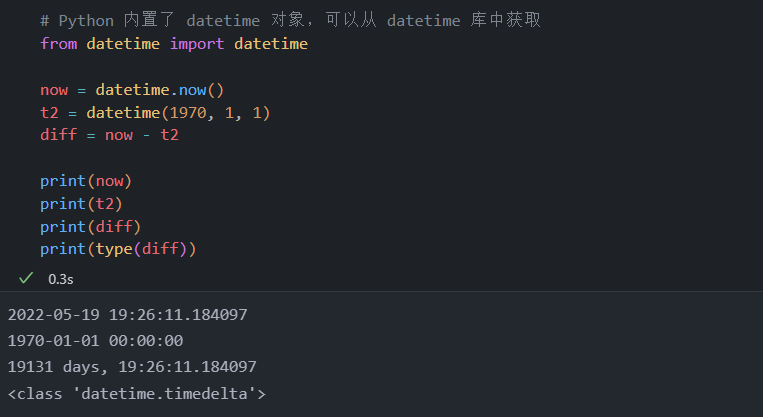 # Python 内置了 datetime 对象，可以从 datetime 库中获取
from datetime import datetime
now = datetime.now()
t2 = datetime(1970, 1, 1)
diff = now - t2
print(now)
print(t2)
print(diff)
print(type(diff))
0.3s
2022-05-19 19:26:11.184097
1970-01-01 00:00:00
19131 days, 19:26:11.184097
<class 'datetime.timedelta'>